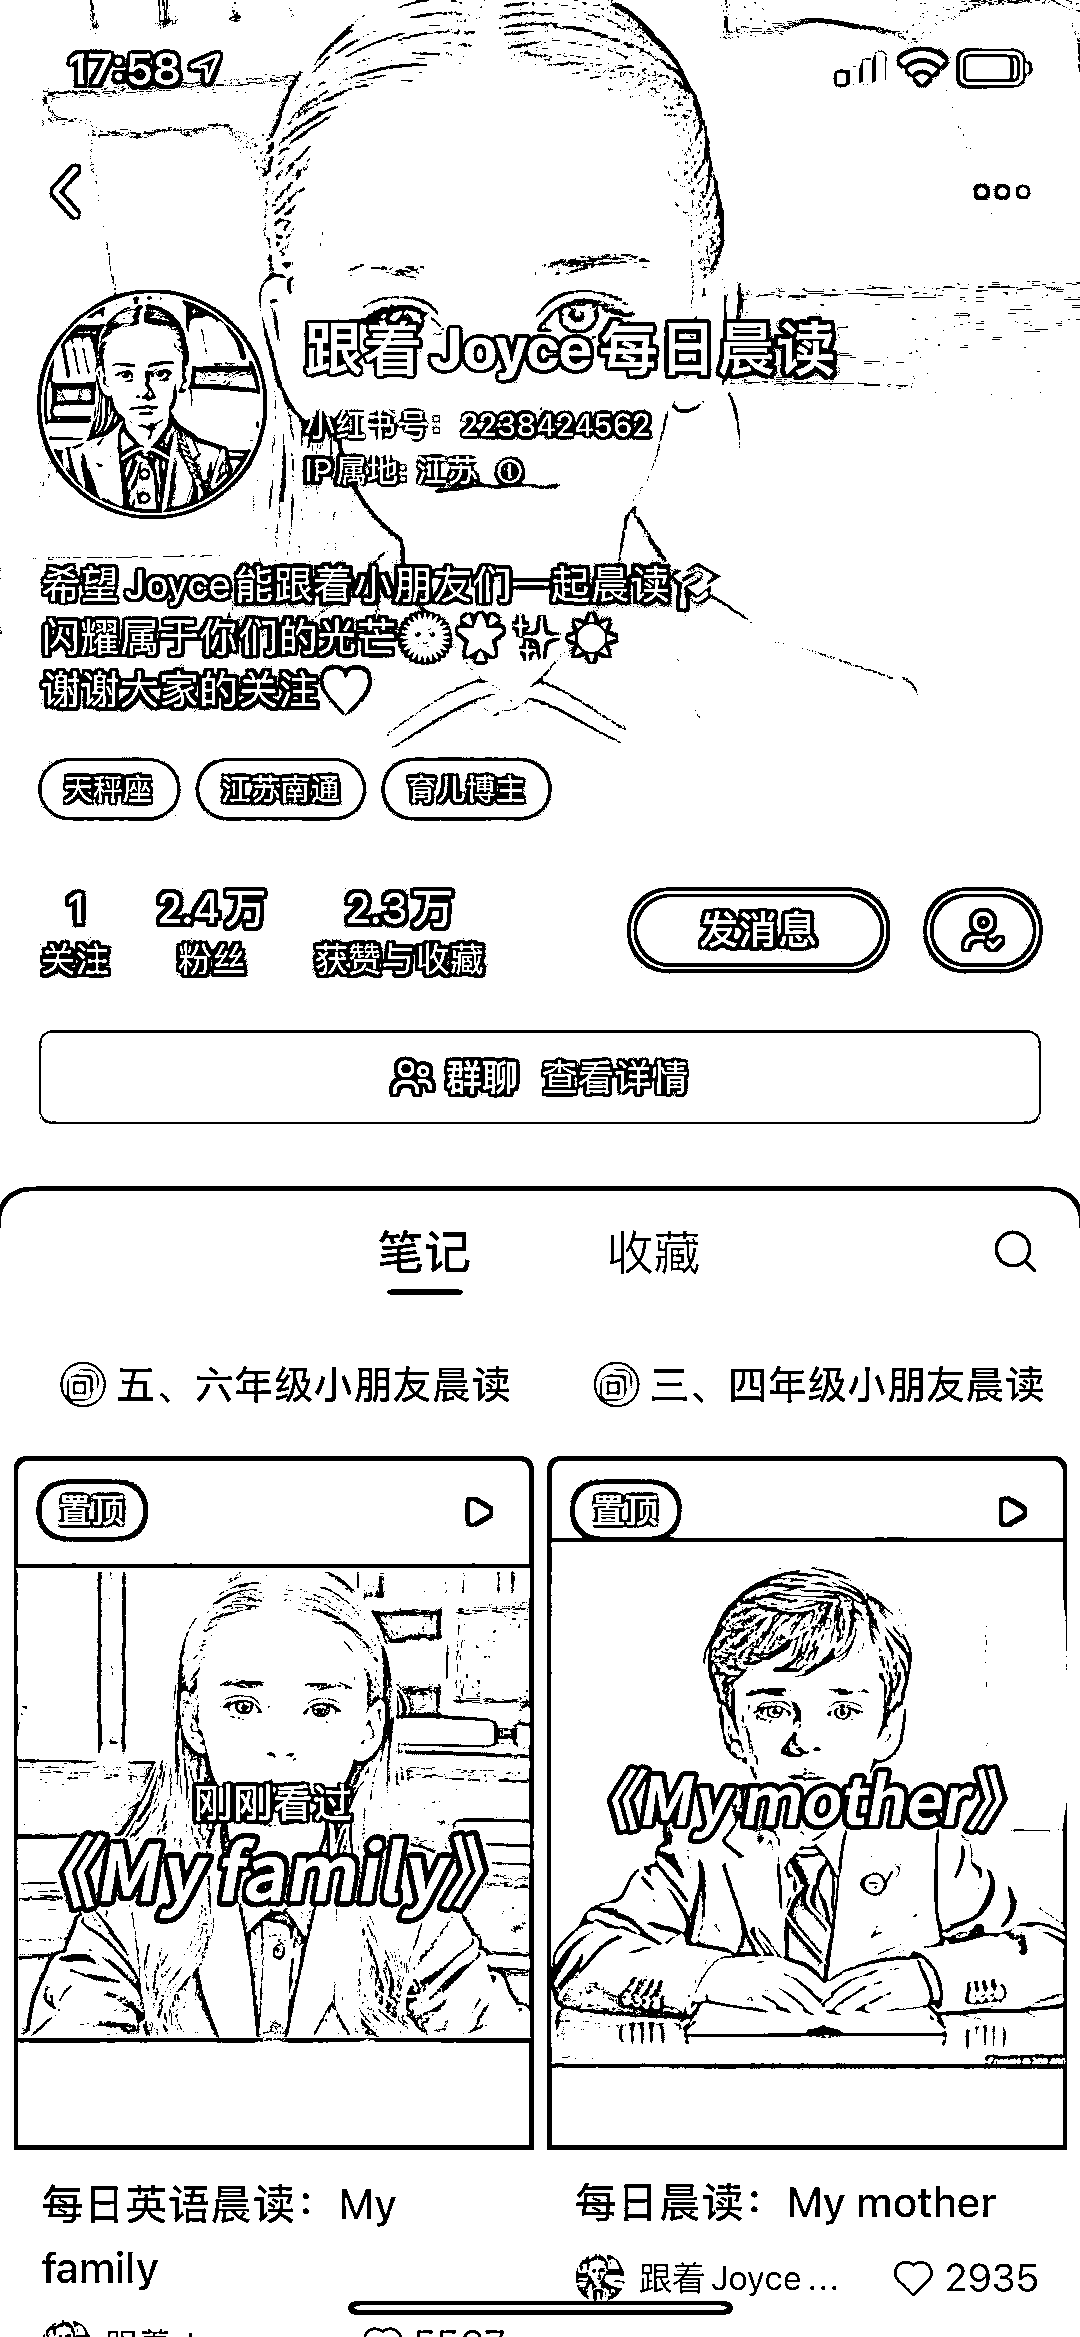 17:58
跟着Joyce每日晨读
小红书号：2238424562
IP属地：江苏
希望Joyce能跟着小朋友们一起晨读
闪耀属于你们的光芒
谢谢大家的关注
天秤座 江苏南通 育儿博主
1 2.4万 2.3万
关注 粉丝 获赞与收藏
发消息
群聊 查看详情
笔记 收藏
五、六年级小朋友晨读 三、四年级小朋友晨读
置顶
刚刚看过
《My family》
每日英语晨读：My
family
置顶
《My mother》
每日晨读：My mother
跟着Joyce... 2935